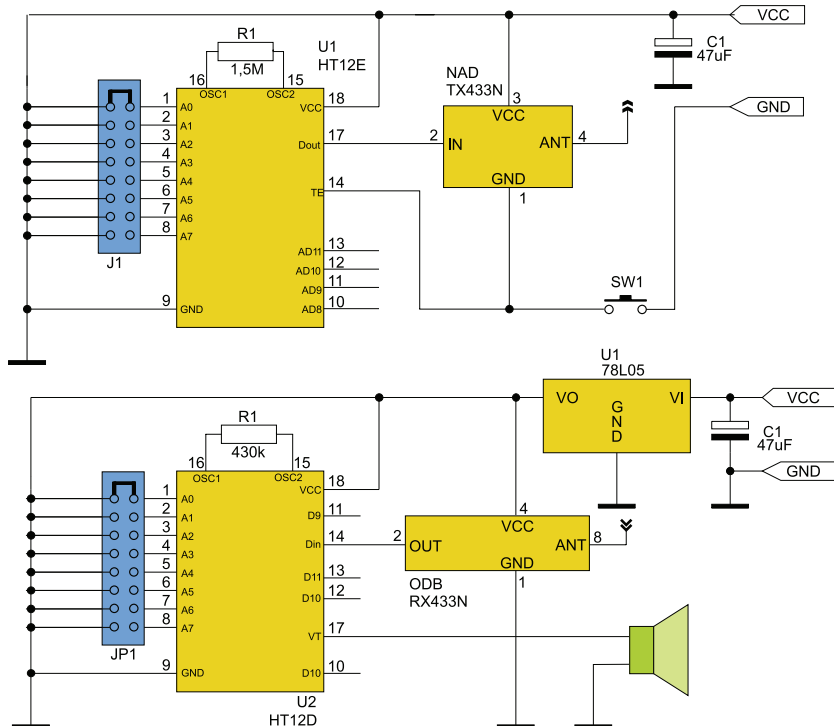 VCC
C1
47uF
GND
R1
1,5M
U1
HT12E
16
15
OSC1
OSC2
NAD
TX433N
1 A0
2 A1
3 A2
4 A3
5 A4
6 A5
7 A6
8 A7
9 GND
J1
VCC 18
Dout 17
TE 14
AD11 13
AD10 12
AD9 11
AD8 10
3
VCC
2 IN
ANT 4
GND
1
SW1
U1
78L05
VO
GND
VI
VCC
C1
47uF
GND
R1
430k
16
15
OSC1
OSC2
1 A0
2 A1
3 A2
4 A3
5 A4
6 A5
7 A6
8 A7
9 GND
JP1
VCC 18
D9 11
Din 14
D11 13
D10 12
VT 17
D10 10
U2
HT12D
4
VCC
2 OUT
ANT 8
GND
1
ODB
RX433N